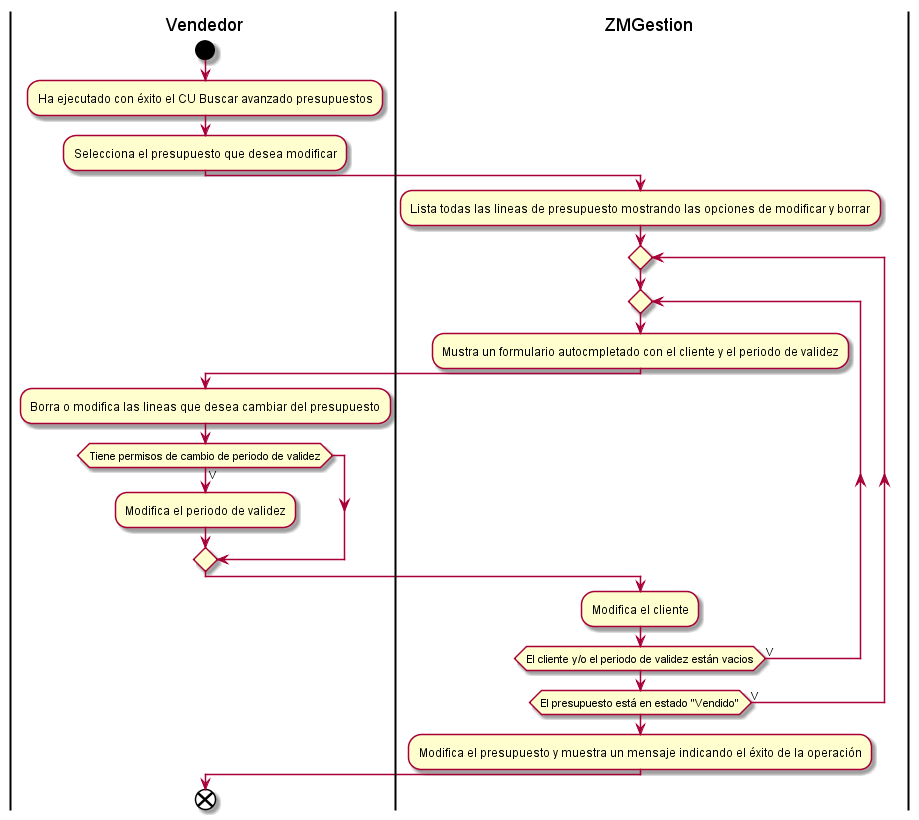 Vendedor
ZMGestion
Ha ejecutado con éxito el CU Buscar avanzado presupuestos
Selecciona el presupuesto que desea modificar
Lista todas las lineas de presupuesto mostrando las opciones de modificar y borrar
Mustra un formulario autocmpletado con el cliente y el periodo de validez
Borra o modifica las lineas que desea cambiar del presupuesto
Tiene permisos de cambio de periodo de validez
V
Modifica el periodo de validez
Modifica el cliente
El cliente y/o el periodo de validez están vacios
V
El presupuesto está en estado "Vendido"
V
Modifica el presupuesto y muestra un mensaje indicando el éxito de la operación